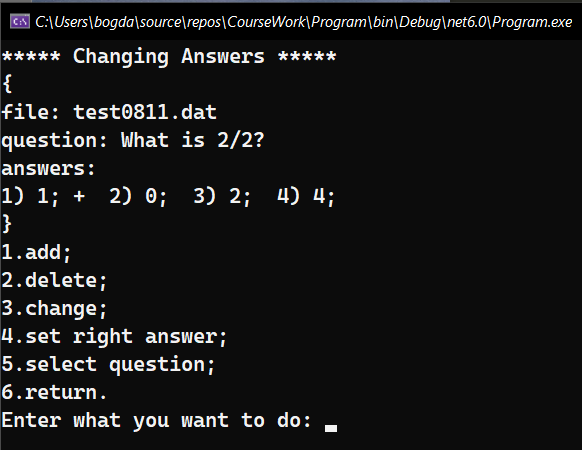 C:\Users\bogda\source\repos\CourseWork\Program\bin\Debug\net6.0\Program.exe
***** Changing Answers *****
{
file: test0811.dat
question: What is 2/2?
answers:
1) 1; +  2) 0;  3) 2;  4) 4;
}
1.add;
2.delete;
3.change;
4.set right answer;
5.select question;
6.return.
Enter what you want to do: